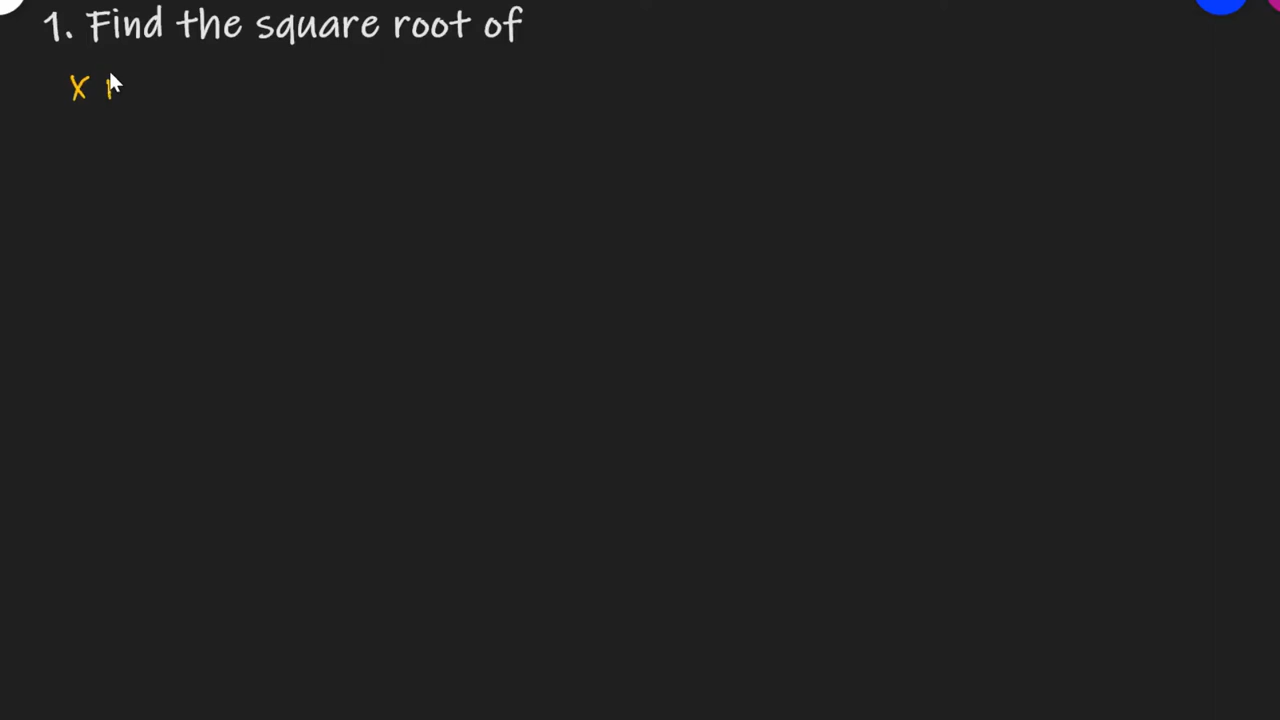 1. Find the square root of
x